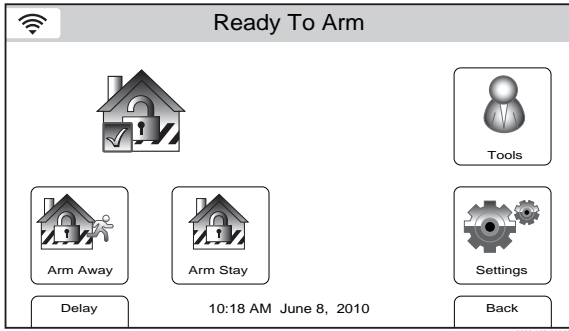 Ready To Arm
Tools
Arm Away
Arm Stay
Settings
Delay
10:18 AM June 8, 2010
Back